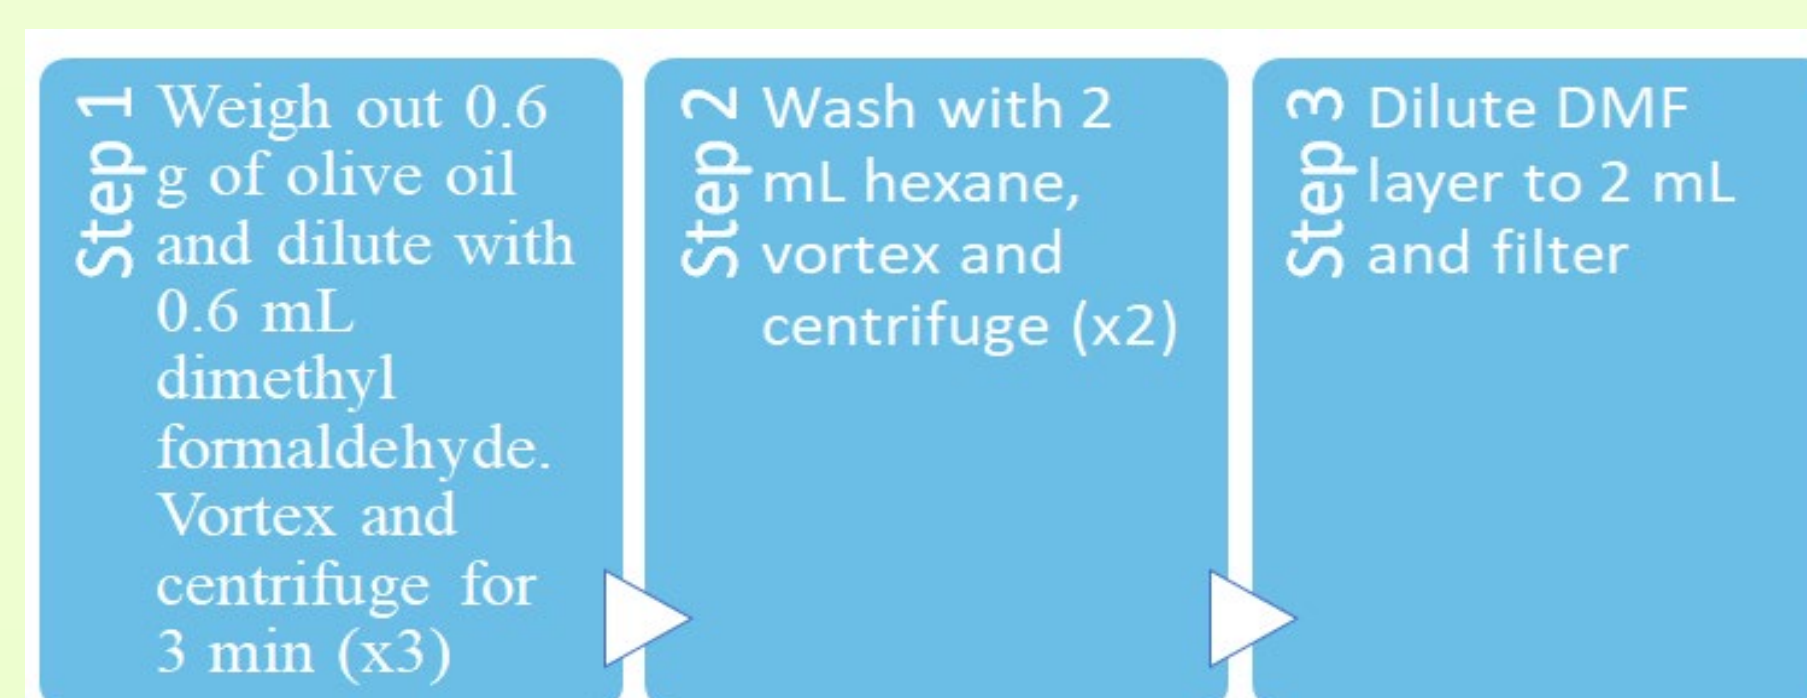 Step 1
Weigh out 0.6
g of olive oil
and dilute with
0.6 mL
dimethyl
formaldehyde.
Vortex and
centrifuge for
3 min (x3)
Step 2
Wash with 2
mL hexane,
vortex and
centrifuge (x2)
Step 3
Dilute DMF
layer to 2 mL
and filter